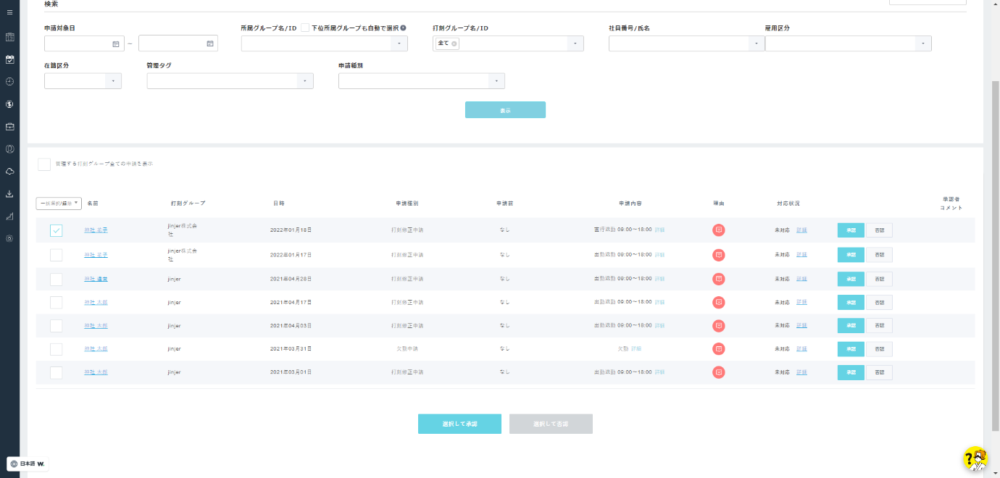 検索
申請対象日
所属グループ名/ID 下位所属グループも自動で選択
打刻グループ名/ID
社員番号/氏名
雇用区分
～
全て
在籍区分
管理タグ
申請種別
表示
管理する打刻グループ全ての申請を表示
一括選択/解除 名前 打刻グループ 日時 申請種別 申請前 申請内容 理由 対応状況 承認者
コメント
神社 花子 jinjer株式会
社 2022年01月18日 打刻修正申請 なし 直行退勤 09:00～18:00 詳細 未対応 詳細 承認 否認
神社 花子 jinjer株式会
社 2022年01月17日 打刻修正申請 なし 出勤退勤 09:00～18:00 詳細 未対応 詳細 承認 否認
神社 jinjer 2021年04月28日 打刻修正申請 なし 出勤退勤 09:00～18:00 詳細 未対応 詳細 承認 否認
神社 太郎 jinjer 2021年04月17日 打刻修正申請 なし 出勤退勤 09:00～18:00 詳細 未対応 詳細 承認 否認
神社 太郎 jinjer 2021年04月03日 打刻修正申請 なし 出勤退勤 09:00～18:00 詳細 未対応 詳細 承認 否認
神社 太郎 jinjer 2021年03月31日 欠勤申請 なし 欠勤 詳細 未対応 詳細 承認 否認
神社 太郎 jinjer 2021年03月01日 打刻修正申請 なし 出勤退勤 09:00～18:00 詳細 未対応 詳細 承認 否認
選択して承認 選択して否認
日本語 W.
?